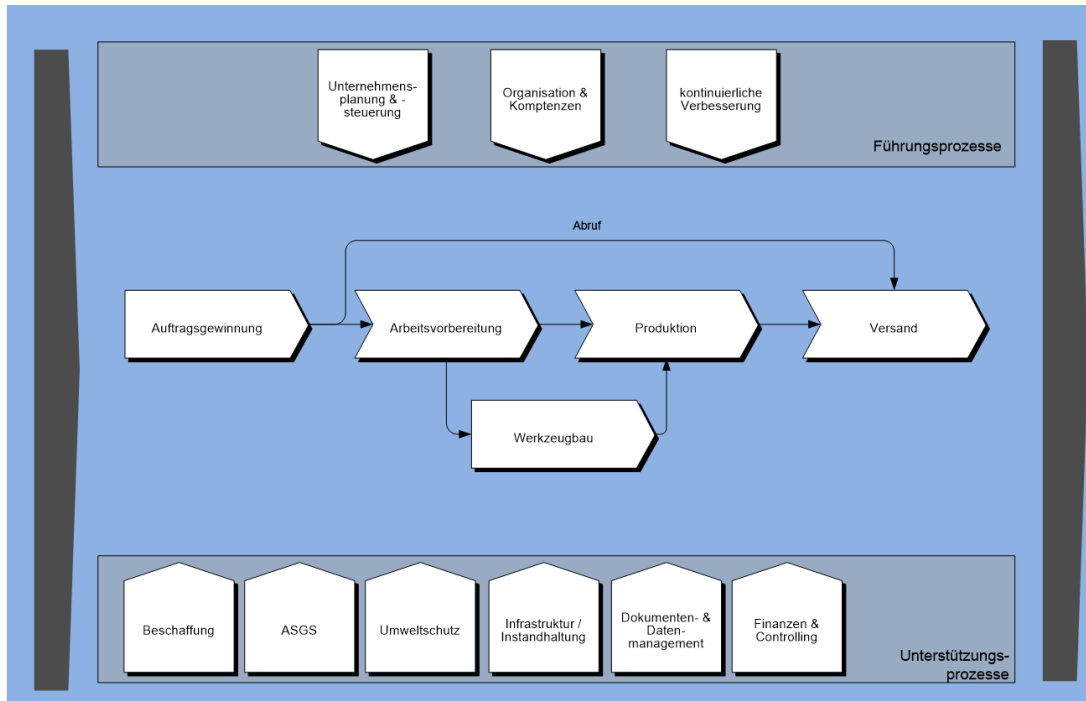 Unternehmens-
planung & -
steuerung
Organisation &
Komptenzen
kontinuierliche
Verbesserung
Führungsprozesse
Abruf
Auftragsgewinnung
Arbeitsvorbereitung
Produktion
Versand
Werkzeugbau
Beschaffung
ASGS
Umweltschutz
Infrastruktur /
Instandhaltung
Dokumenten- &
Daten-
management
Finanzen &
Controlling
Unterstützungs-
prozesse